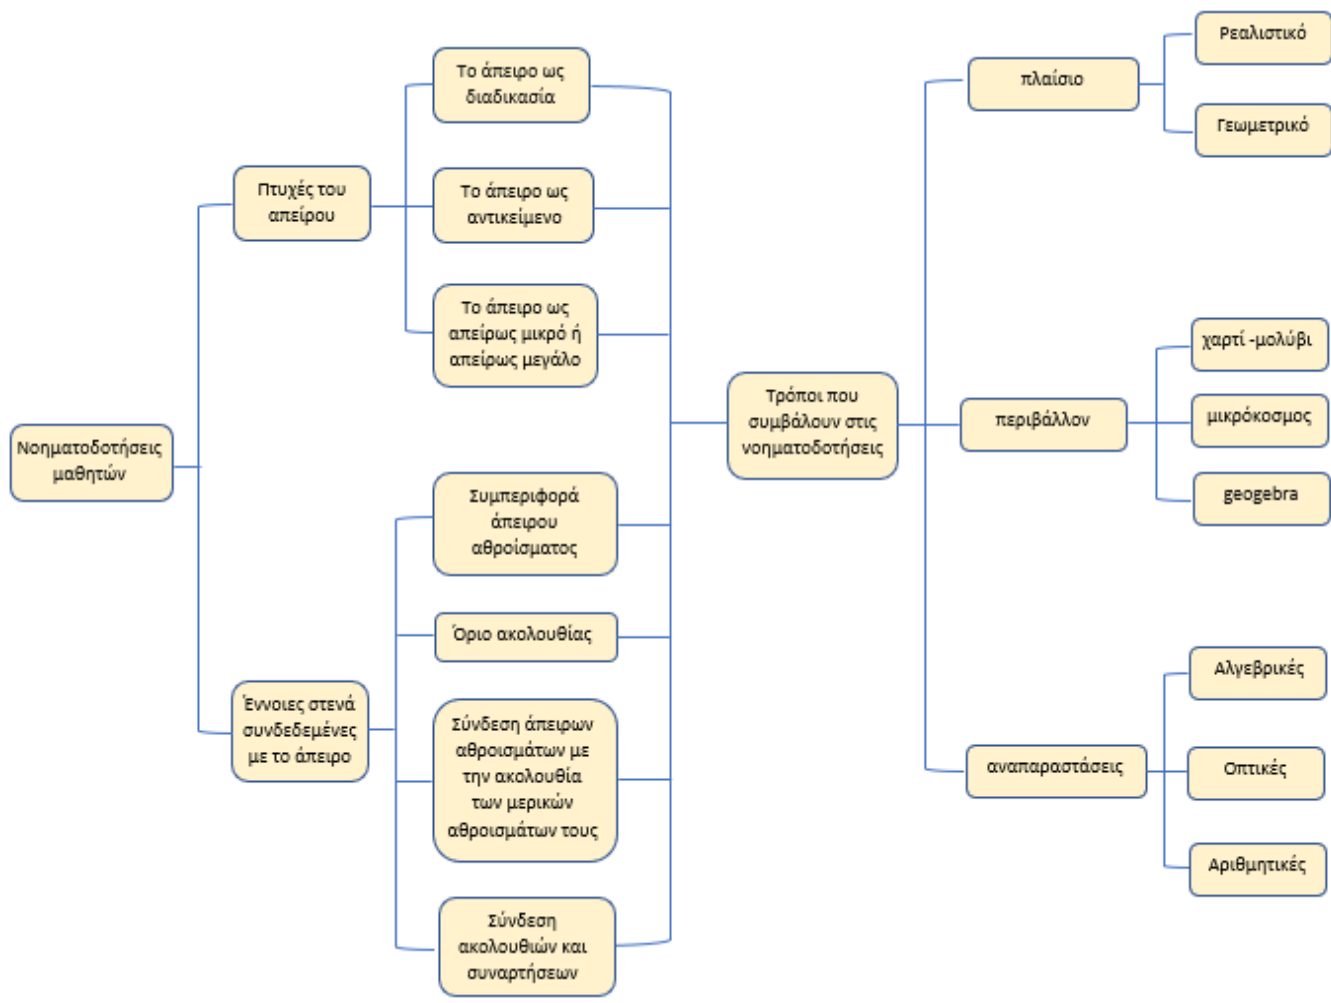 Νοηματοδοτήσεις
μαθητών
Πτυχές του
απείρου
Το άπειρο ως
διαδικασία
Το άπειρο ως
αντικείμενο
Το άπειρο ως
απείρως μικρό ή
απείρως μεγάλο
Έννοιες στενά
συνδεδεμένες
με το άπειρο
Συμπεριφορά
άπειρου
αθροίσματος
Όριο ακολουθίας
Σύνδεση άπειρων
αθροισμάτων με
την ακολουθία
των μερικών
αθροισμάτων τους
Σύνδεση
ακολουθιών και
συναρτήσεων
Τρόποι που
συμβάλουν στις
νοηματοδοτήσεις
πλαίσιο
Ρεαλιστικό
Γεωμετρικό
περιβάλλον
χαρτί -μολύβι
μικρόκοσμος
geogebra
αναπαραστάσεις
Αλγεβρικές
Οπτικές
Αριθμητικές